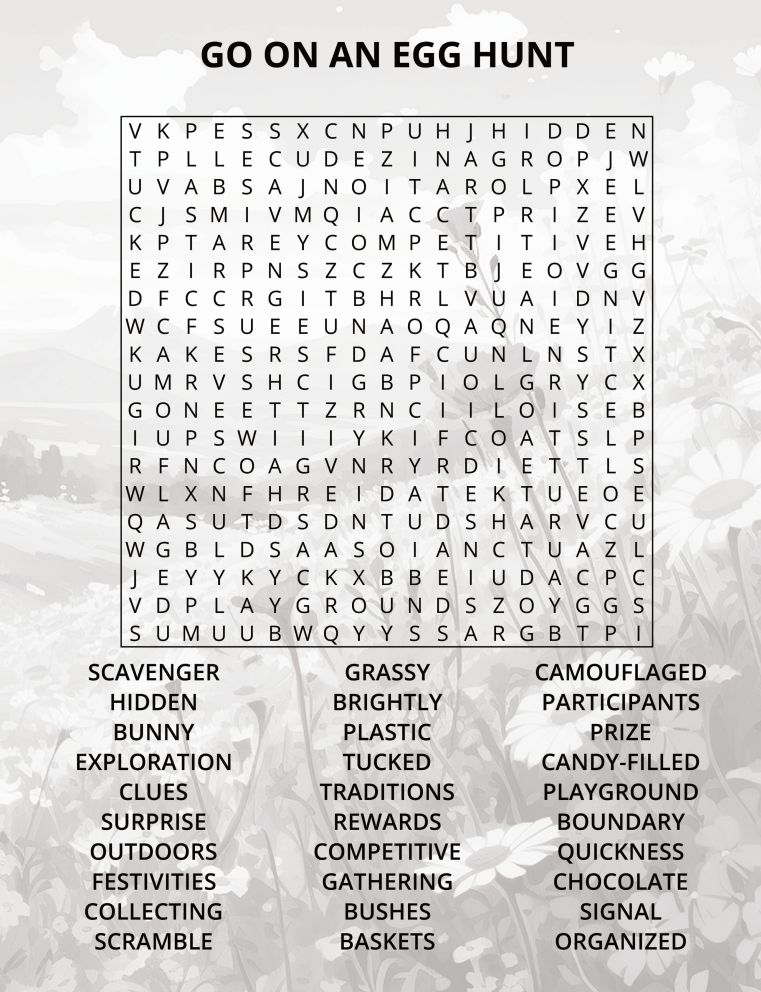 GO ON AN EGG HUNT
V K P E S S X C N P U H J H I D D E N
T P L L E C U D E Z I N A G R O P J W
U V A B S A J N O I T A R O L P X E L
C J S M I V M Q I A C C T P R I Z E V
K P T A R E Y C O M P E T I T I V E H
E Z I R P N S Z C Z K T B J E O V G G
D F C C R G I T B H R L V U A I D N V
W C F S U E E U N A O Q A Q N E Y I Z
K A K E S R S F D A F C U N L N S T X
U M R V S H C I G B P I O L G R Y C X
G O N E E T T Z R N C I I L O I S E B
I U P S W I I I Y K I F C O A T S L P
R F N C O A G V N R Y R D I E T T L S
W L X N F H R E I D A T E K T U E O E
Q A S U T D S D N T U D S H A R V C U
W G B L D S A A S O I A N C T U A Z L
J E Y Y K Y C K X B B E I U D A C P C
V D P L A Y G R O U N D S Z O Y G G S
S U M U U B W Q Y Y S S A R G B T P I
SCAVENGER GRASSY CAMOUFLAGED
HIDDEN BRIGHTLY PARTICIPANTS
BUNNY PLASTIC PRIZE
EXPLORATION TUCKED CANDY-FILLED
CLUES TRADITIONS PLAYGROUND
SURPRISE REWARDS BOUNDARY
OUTDOORS COMPETITIVE QUICKNESS
FESTIVITIES GATHERING CHOCOLATE
COLLECTING BUSHES SIGNAL
SCRAMBLE BASKETS ORGANIZED